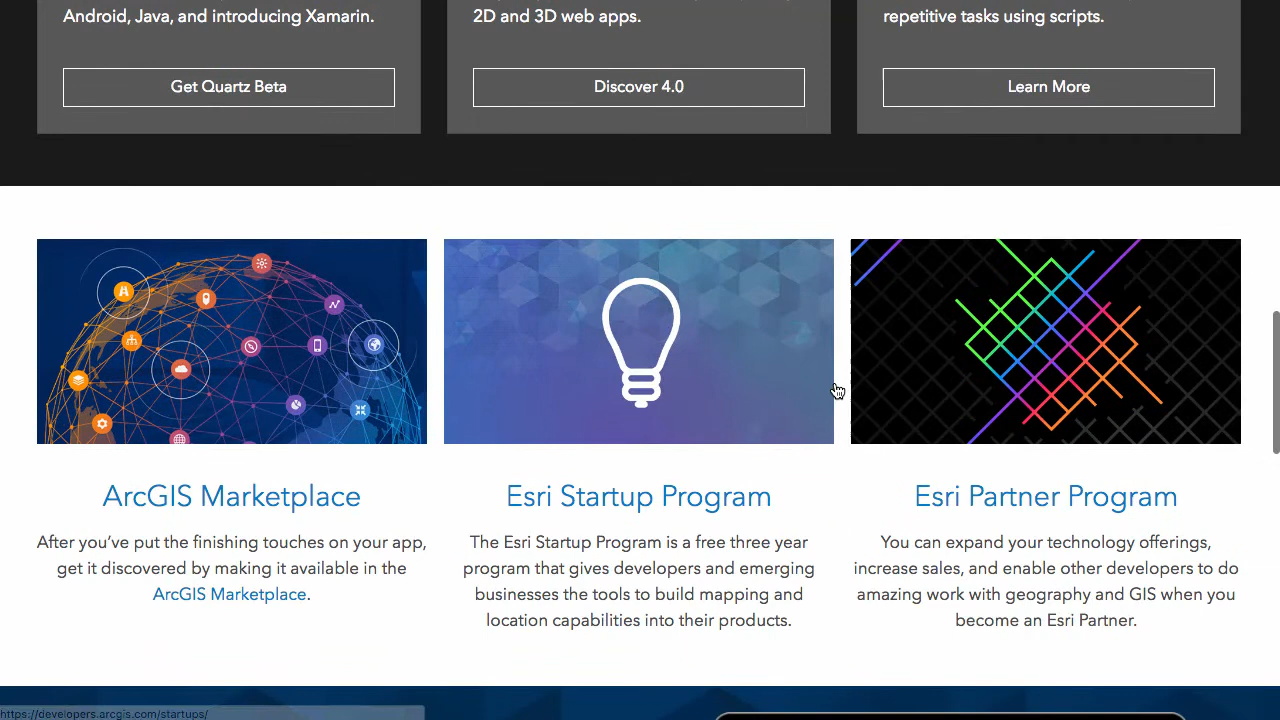 Android, Java, and introducing Xamarin.
2D and 3D web apps.
repetitive tasks using scripts.
Get Quartz Beta
Discover 4.0
Learn More
ArcGIS Marketplace
After you’ve put the finishing touches on your app,
get it discovered by making it available in the
ArcGIS Marketplace.
Esri Startup Program
The Esri Startup Program is a free three year
program that gives developers and emerging
businesses the tools to build mapping and
location capabilities into their products.
Esri Partner Program
You can expand your technology offerings,
increase sales, and enable other developers to do
amazing work with geography and GIS when you
become an Esri Partner.
https://developers.arcgis.com/startups/